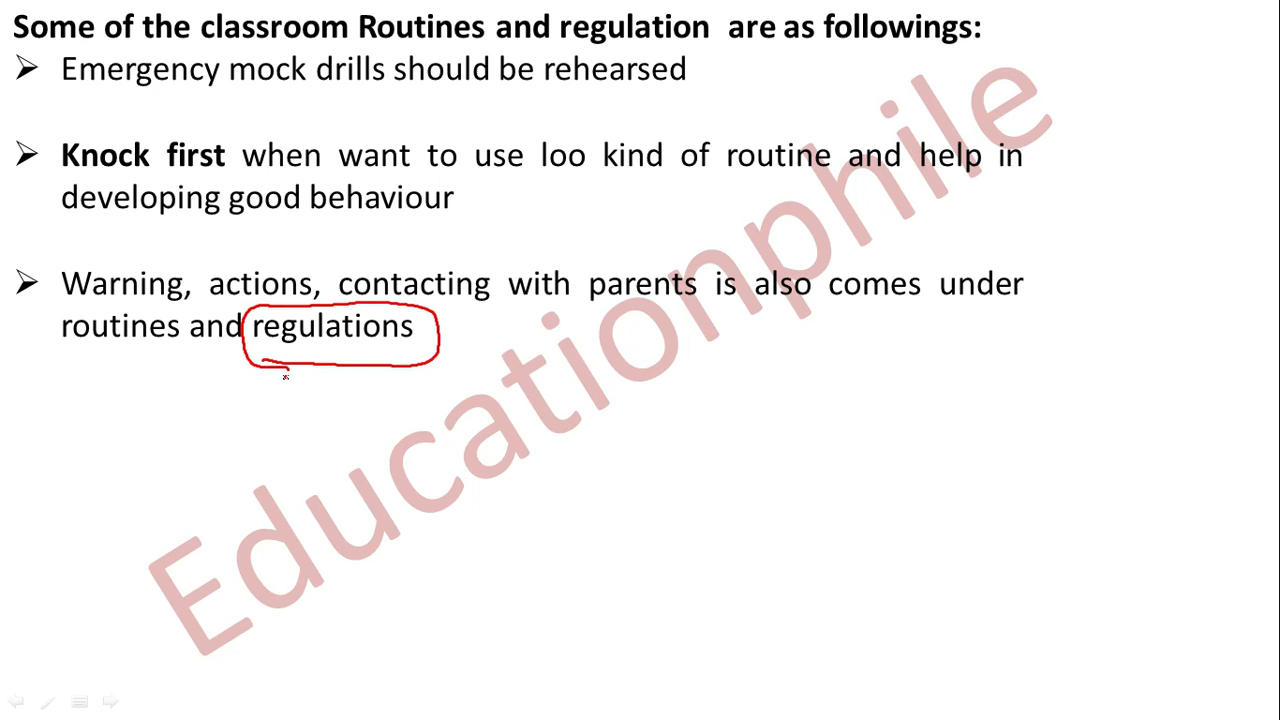 Some of the classroom Routines and regulation are as followings:
➢ Emergency mock drills should be rehearsed
➢ Knock first when want to use loo kind of routine and help in
developing good behaviour
➢ Warning, actions, contacting with parents is also comes under
routines and regulations
Educationphile